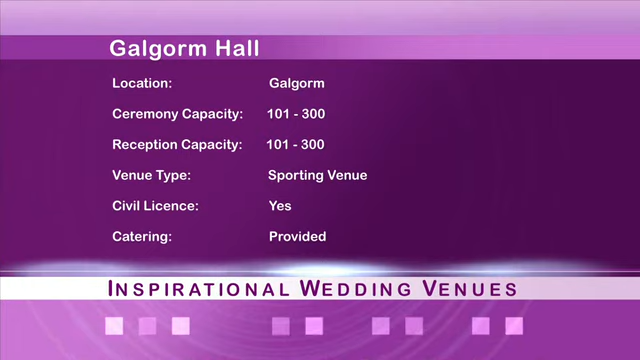 Galgorm Hall
Location: Galgorm
Ceremony Capacity: 101 - 300
Reception Capacity: 101 - 300
Venue Type: Sporting Venue
Civil Licence: Yes
Catering: Provided
INSPIRATIONAL WEDDING VENUES